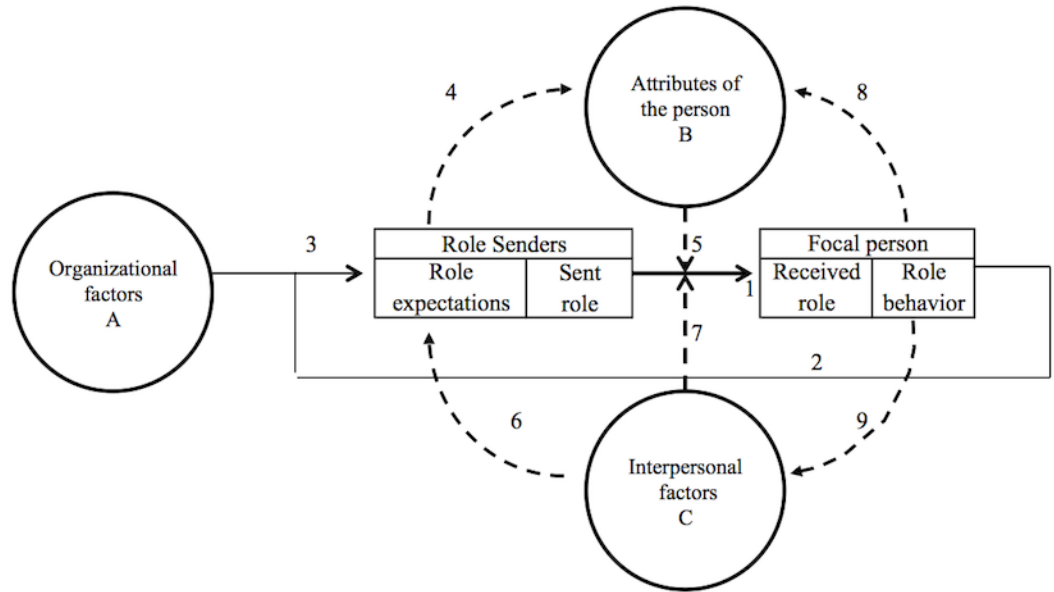 Attributes of
the person
B
4
8
Organizational
factors
A
3
Role Senders
Role
expectations
Sent
role
5
1
7
Focal person
Received
role
Role
behavior
2
6
9
Interpersonal
factors
C